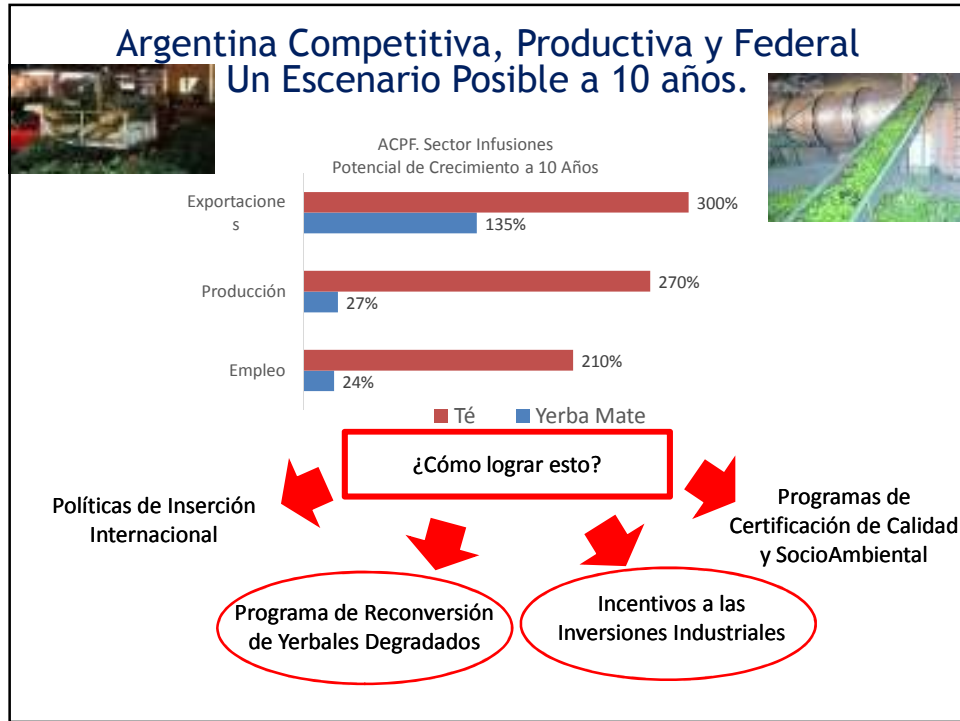 Argentina Competitiva, Productiva y Federal
Un Escenario Posible a 10 años.
ACPF. Sector Infusiones
Potencial de Crecimiento a 10 Años
Exportacione
s
300%
135%
Producción
270%
27%
Empleo
210%
24%
Té
Yerba Mate
¿Cómo lograr esto?
Políticas de Inserción
Internacional
Programa de Reconversión
de Yerbales Degradados
Incentivos a las
Inversiones Industriales
Programas de
Certificación de Calidad
y SocioAmbiental